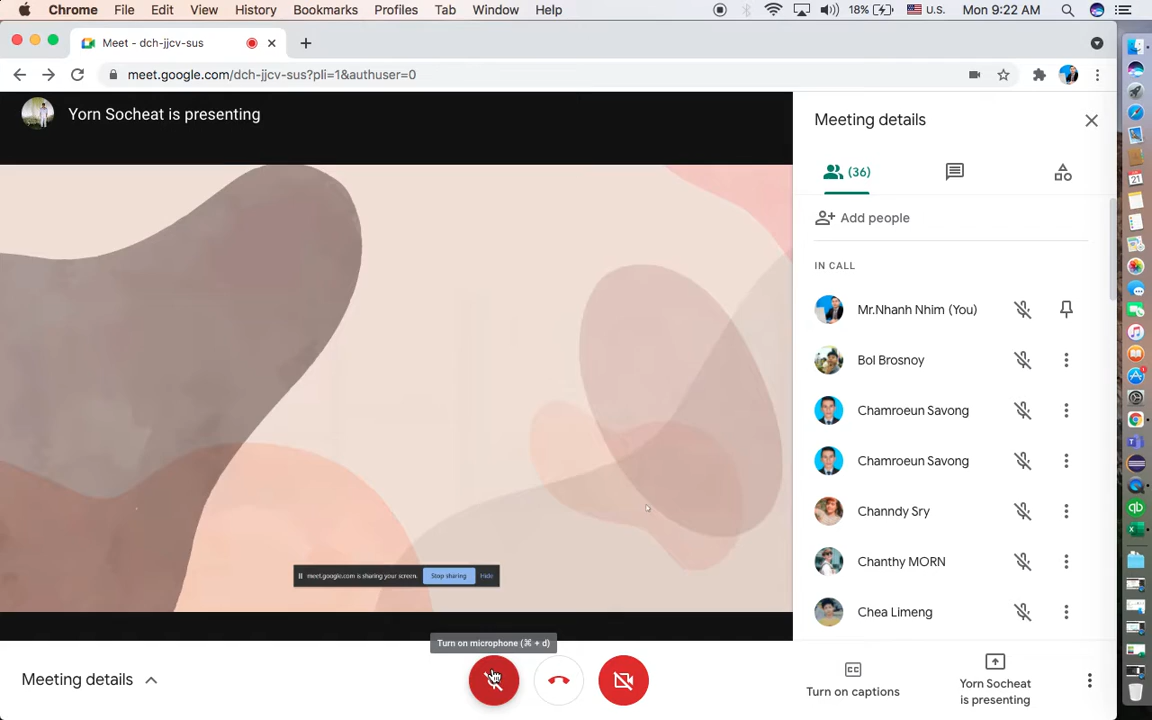 Chrome File Edit View History Bookmarks Profiles Tab Window Help 18% U.S. Mon 9:22 AM
Meet - dch-jjcv-sus
meet.google.com/dch-jjcv-sus?pli=1&authuser=0
Yorn Socheat is presenting
Meeting details
(36)
Add people
IN CALL
Mr.Nhanh Nhim (You)
Bol Brosnoy
Chamroeun Savong
Chamroeun Savong
Channdy Sry
Chanthy MORN
Chea Limeng
meet.google.com is sharing your screen. Stop sharing Hide
Turn on microphone (⌘ + d)
Meeting details
Turn on captions
Yorn Socheat
is presenting